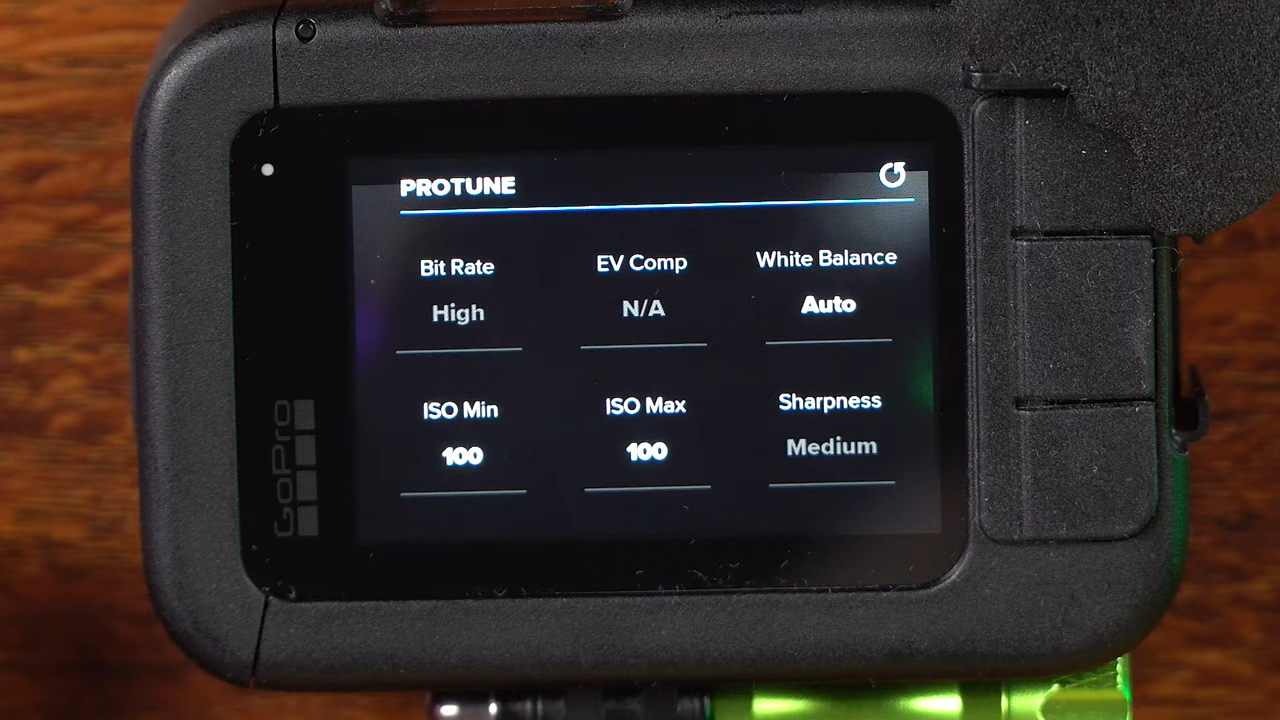 PROTUNE
Bit Rate
EV Comp
White Balance
High
N/A
Auto
ISO Min
ISO Max
Sharpness
100
100
Medium
GoPro